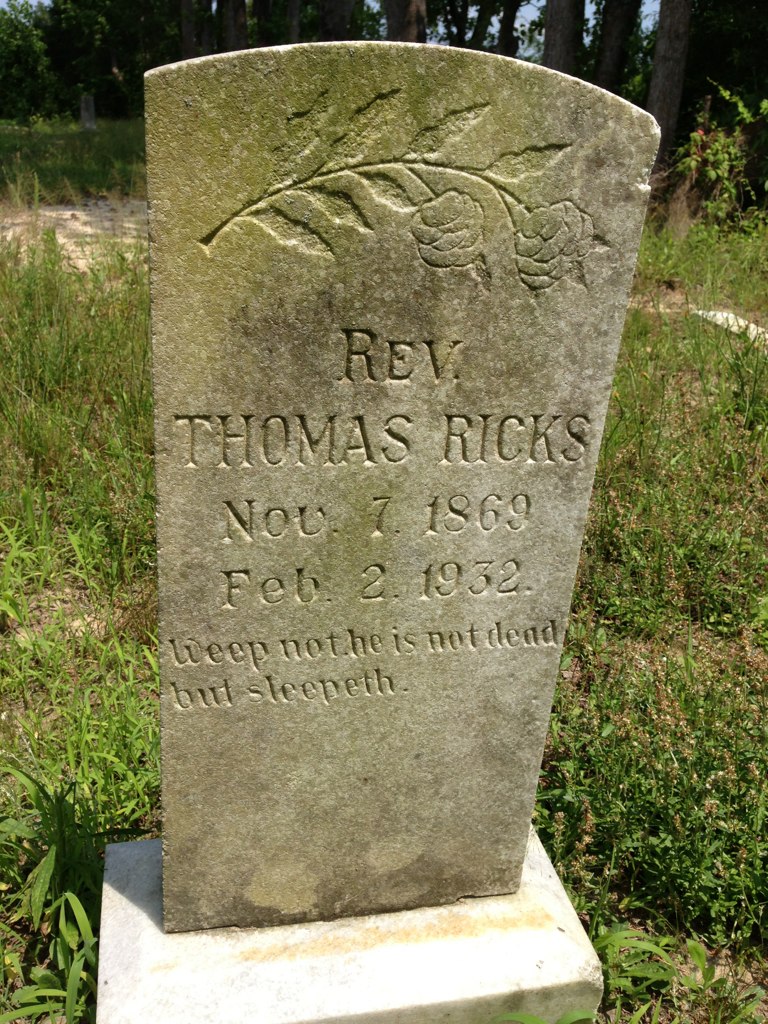 REV.
THOMAS RICKS
Nov. 7. 1869
Feb. 2. 1932.
Weep not, he is not dead
but sleepeth.